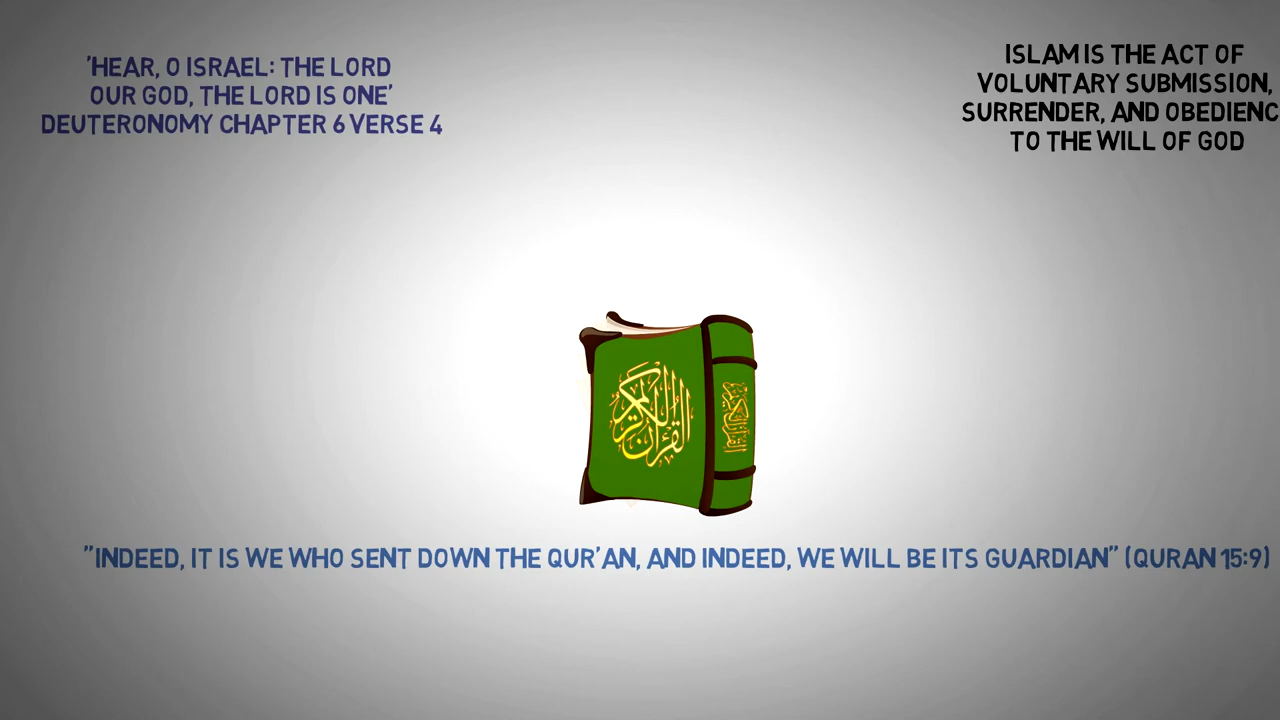 'HEAR, O ISRAEL: THE LORD
OUR GOD, THE LORD IS ONE'
DEUTERONOMY CHAPTER 6 VERSE 4
ISLAM IS THE ACT OF
VOLUNTARY SUBMISSION,
SURRENDER, AND OBEDIENC
TO THE WILL OF GOD
القرآن الكريم
القرآن الكريم
"INDEED, IT IS WE WHO SENT DOWN THE QUR'AN, AND INDEED, WE WILL BE ITS GUARDIAN" (QURAN 15:9)